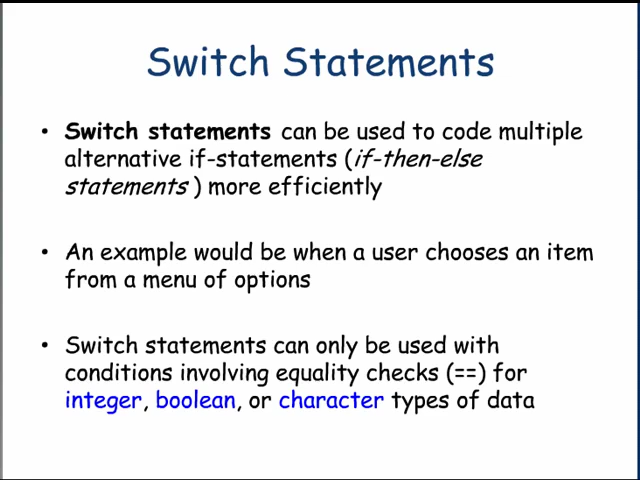 Switch Statements
• Switch statements can be used to code multiple
alternative if-statements (if-then-else
statements ) more efficiently
• An example would be when a user chooses an item
from a menu of options
• Switch statements can only be used with
conditions involving equality checks (==) for
integer, boolean, or character types of data